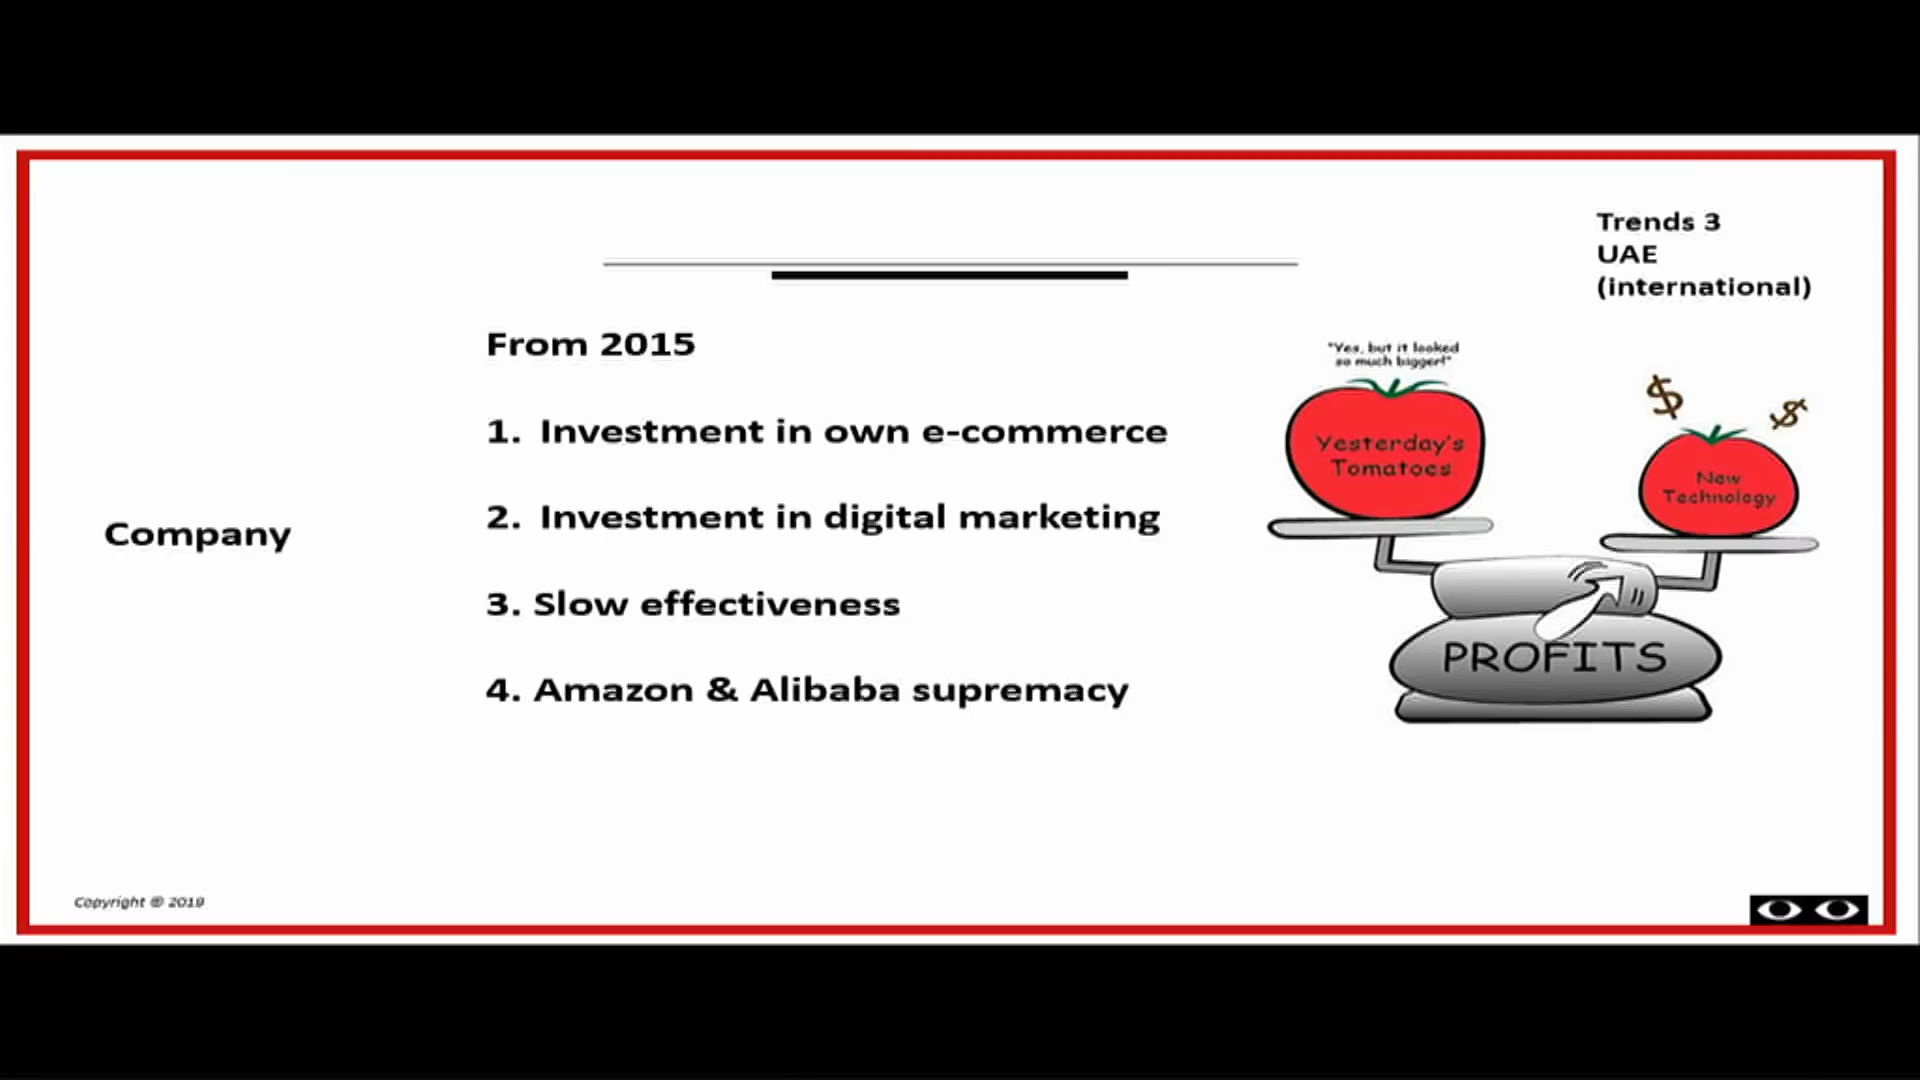 Trends 3
UAE
(international)
From 2015
1. Investment in own e-commerce
2. Investment in digital marketing
3. Slow effectiveness
4. Amazon & Alibaba supremacy
Company
"Yes, but it looked
so much bigger!"
Yesterday's
Tomatoes
$ $
New
Technology
PROFITS
Copyright © 2019